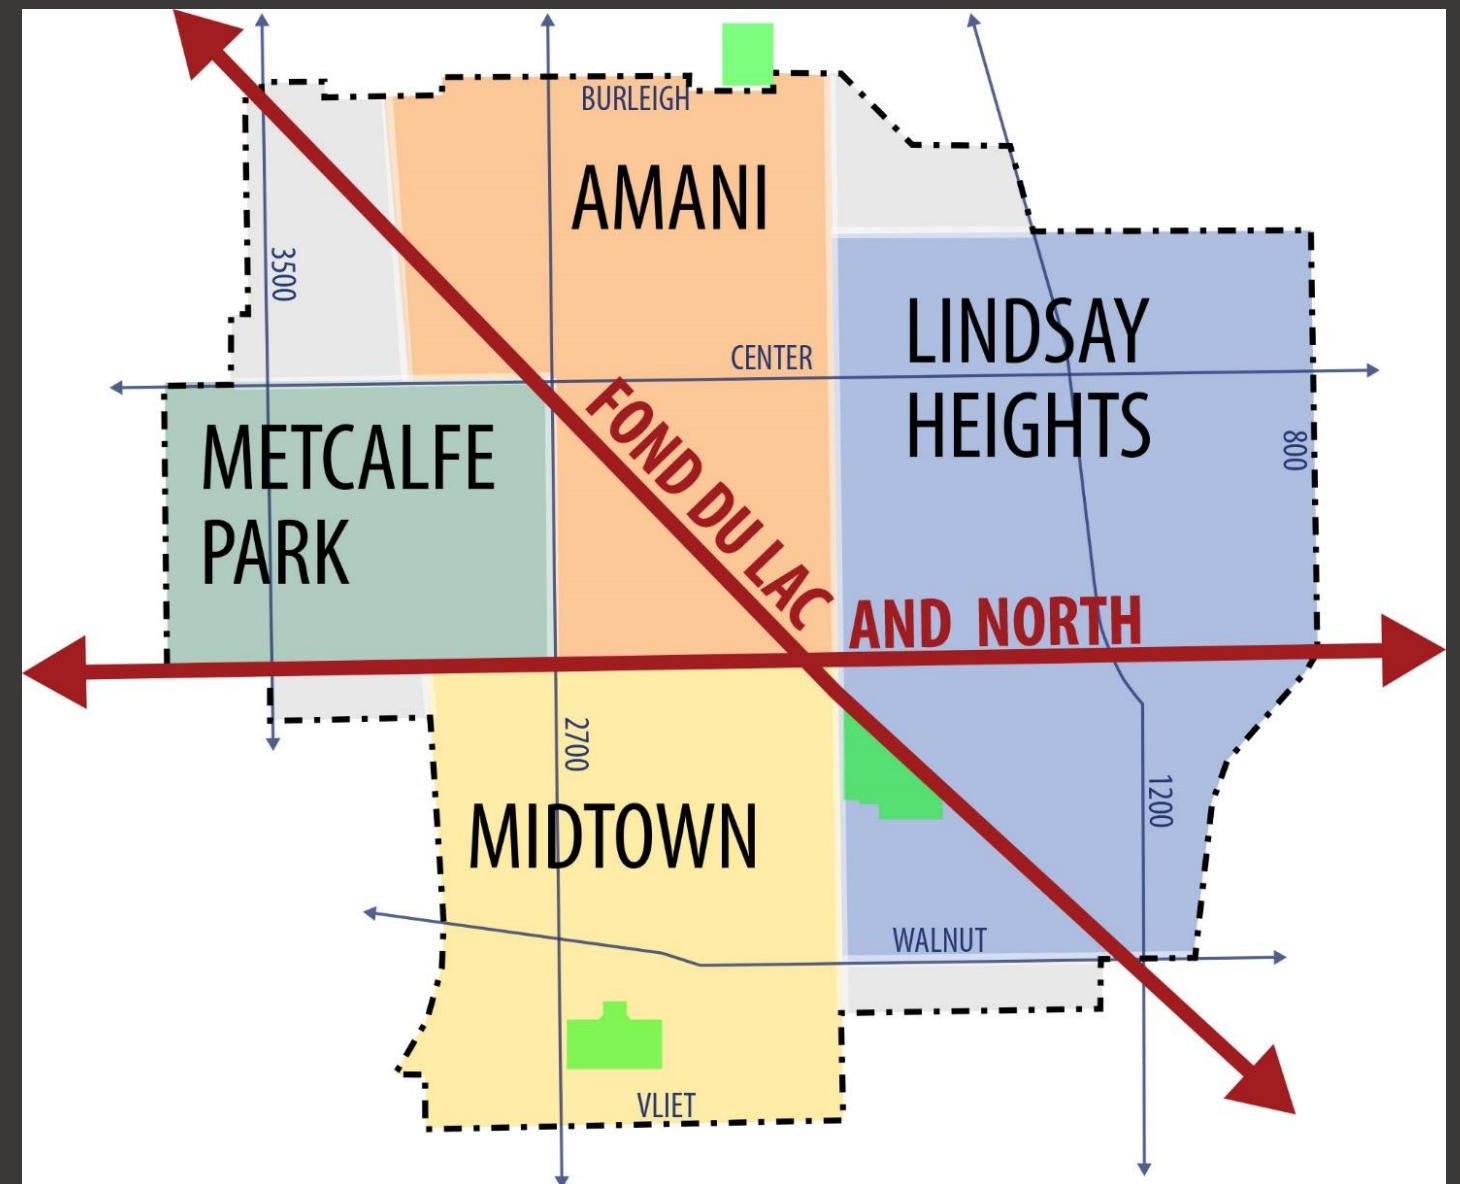 BURLEIGH
AMANI
3500
LINDSAY
HEIGHTS
CENTER
METCALFE
PARK
800
FOND DU LAC
AND NORTH
2700
MIDTOWN
1200
WALNUT
VLIET